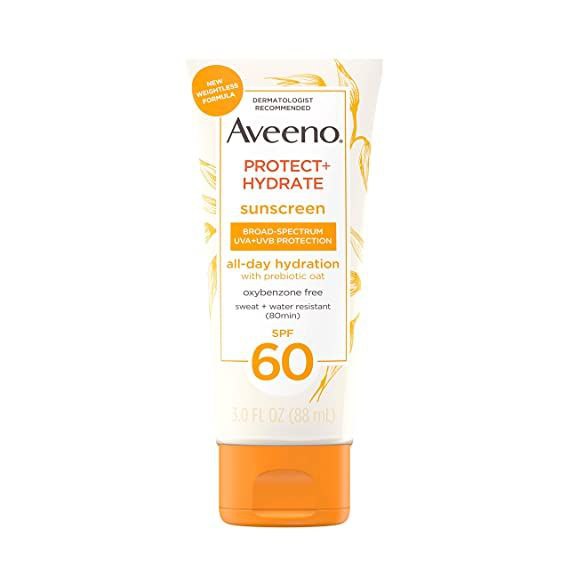 NEW
WEIGHTLESS
FORMULA
DERMATOLOGIST
RECOMMENDED
Aveeno®
PROTECT+
HYDRATE
sunscreen
BROAD-SPECTRUM
UVA+UVB PROTECTION
all-day hydration
with prebiotic oat
oxybenzone free
sweat + water resistant
(80min)
SPF
60
3.0 FL OZ (88 mL)